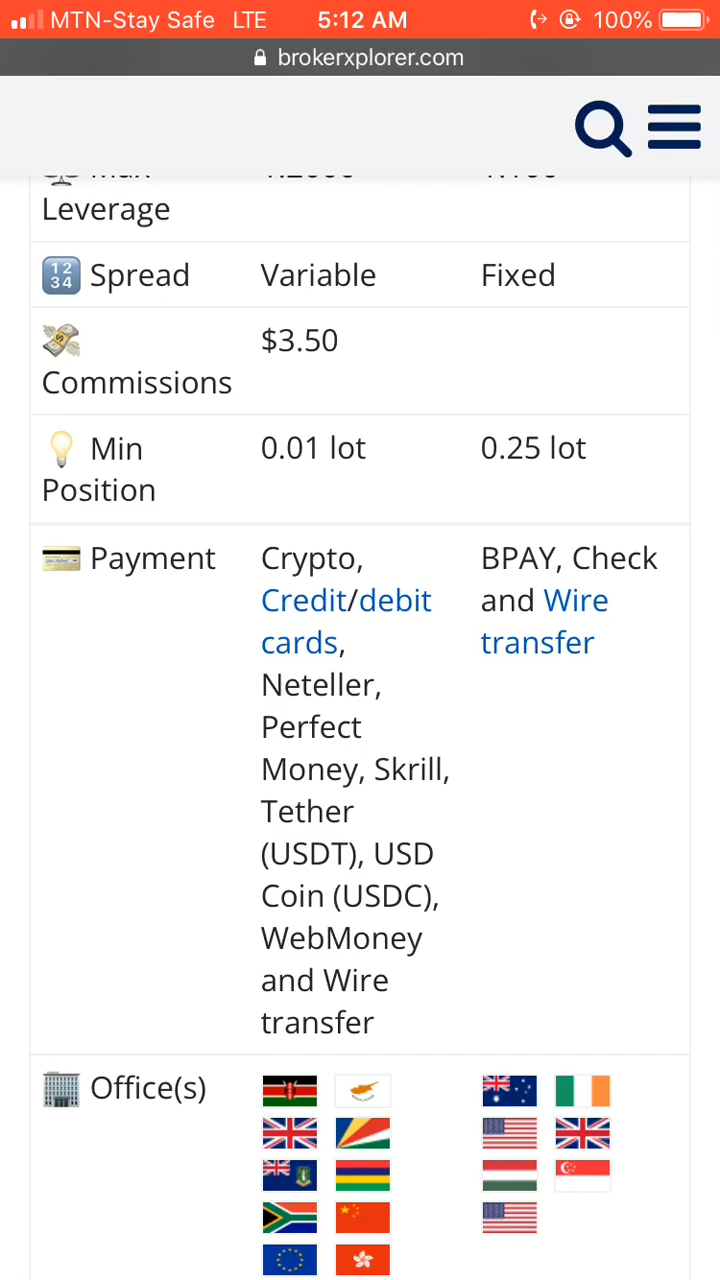 MTN-Stay Safe LTE 5:12 AM 100%
brokerxplorer.com
Leverage
Spread Variable Fixed
$3.50
Commissions
Min 0.01 lot 0.25 lot
Position
Payment Crypto, BPAY, Check
Credit/debit and Wire
cards, transfer
Neteller,
Perfect
Money, Skrill,
Tether
(USDT), USD
Coin (USDC),
WebMoney
and Wire
transfer
Office(s)